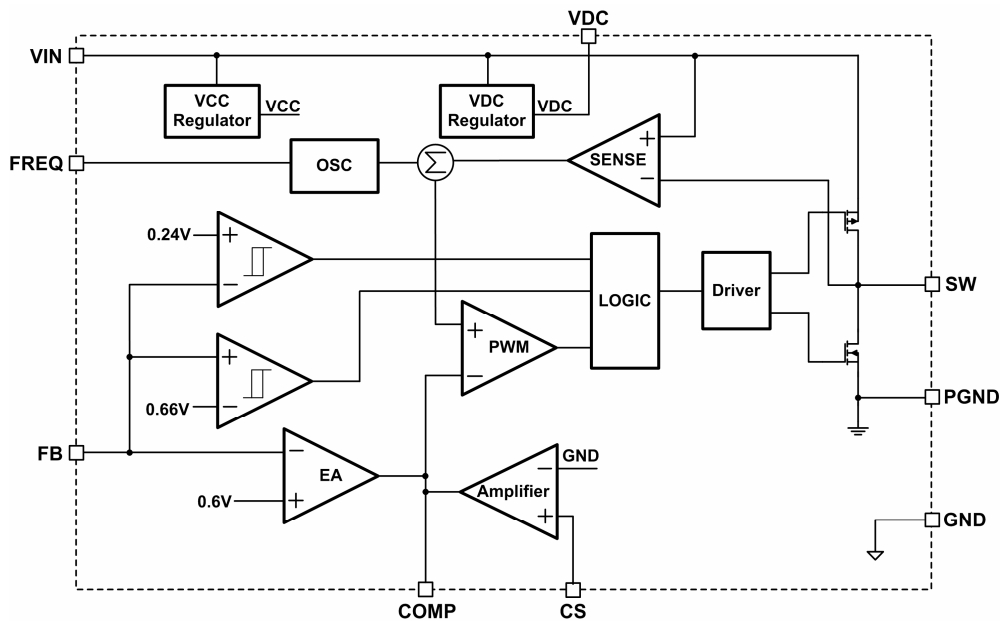 VDC
VIN
VCC
Regulator
VCC
VDC
Regulator
VDC
FREQ
OSC
Σ
SENSE
+
−
0.24V
+
−
LOGIC
Driver
SW
PWM
+
−
+
0.66V
−
PGND
FB
−
EA
0.6V
+
GND
−
Amplifier
+
GND
COMP
CS